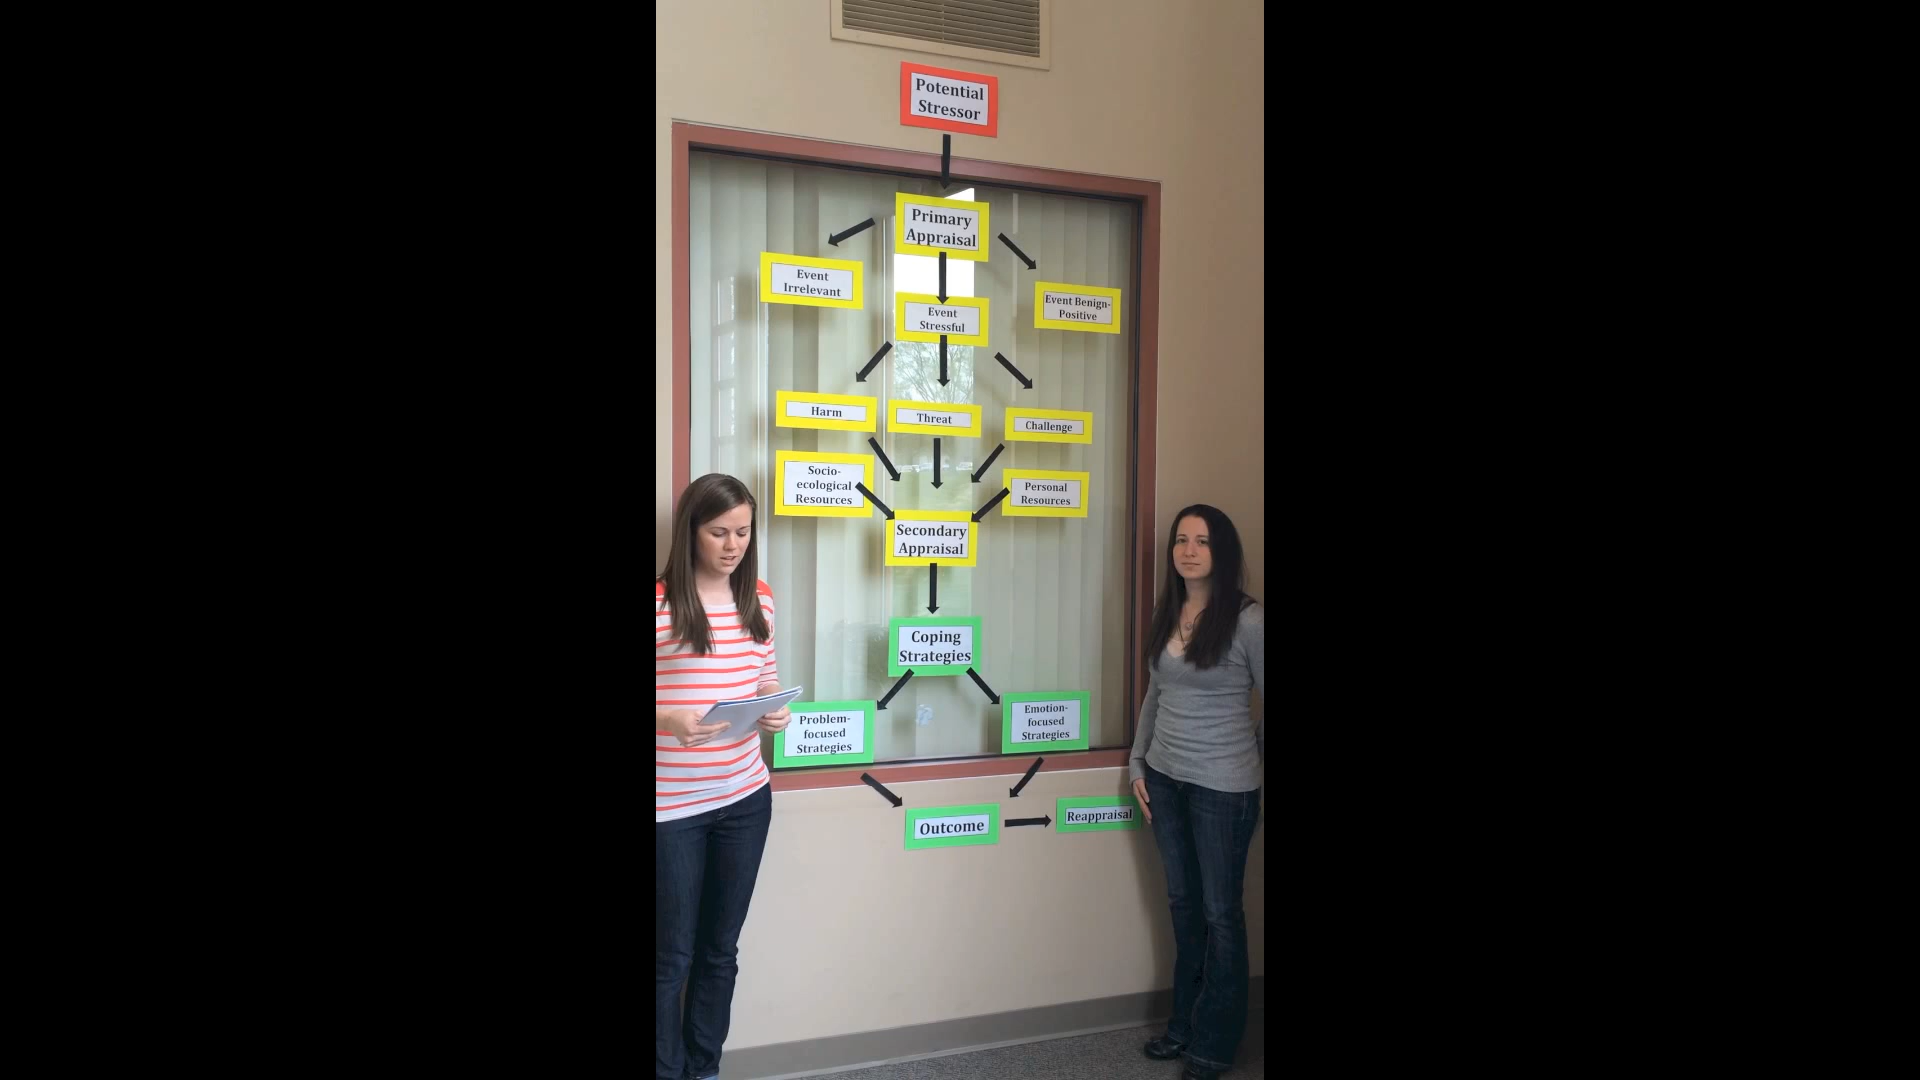 Potential
Stressor
Primary
Appraisal
Event
Irrelevant
Event Benign-
Positive
Event
Stressful
Harm
Threat
Challenge
Socio-
ecological
Resources
Personal
Resources
Secondary
Appraisal
Coping
Strategies
Problem-
focused
Strategies
Emotion-
focused
Strategies
Outcome
Reappraisal